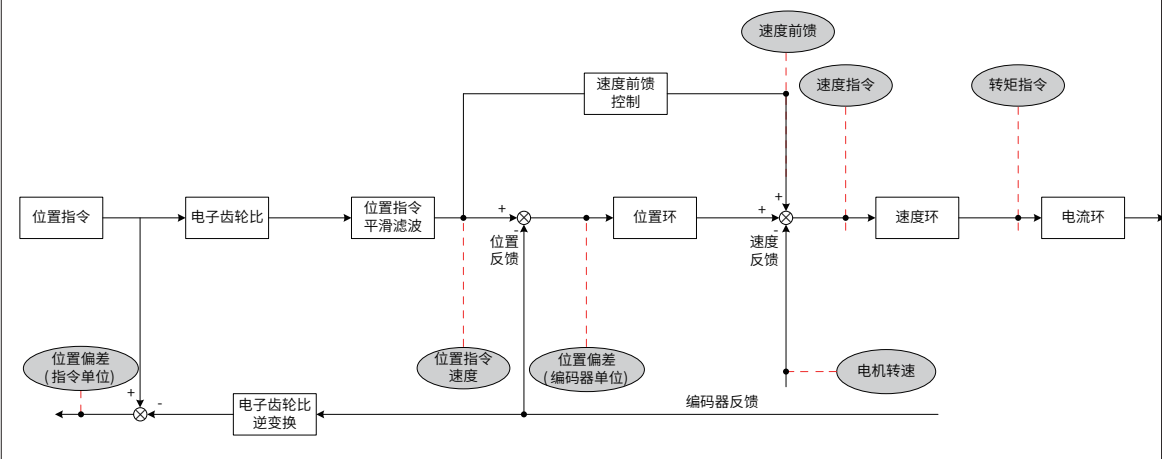 速度前馈
速度前馈
控制
速度指令
转矩指令
+
位置指令
电子齿轮比
位置指令
平滑滤波
+
-
位置
反馈
位置环
+
-
速度
反馈
速度环
电流环
位置偏差
(指令单位)
位置指令
速度
位置偏差
(编码器单位)
电机转速
+
-
电子齿轮比
逆变换
编码器反馈